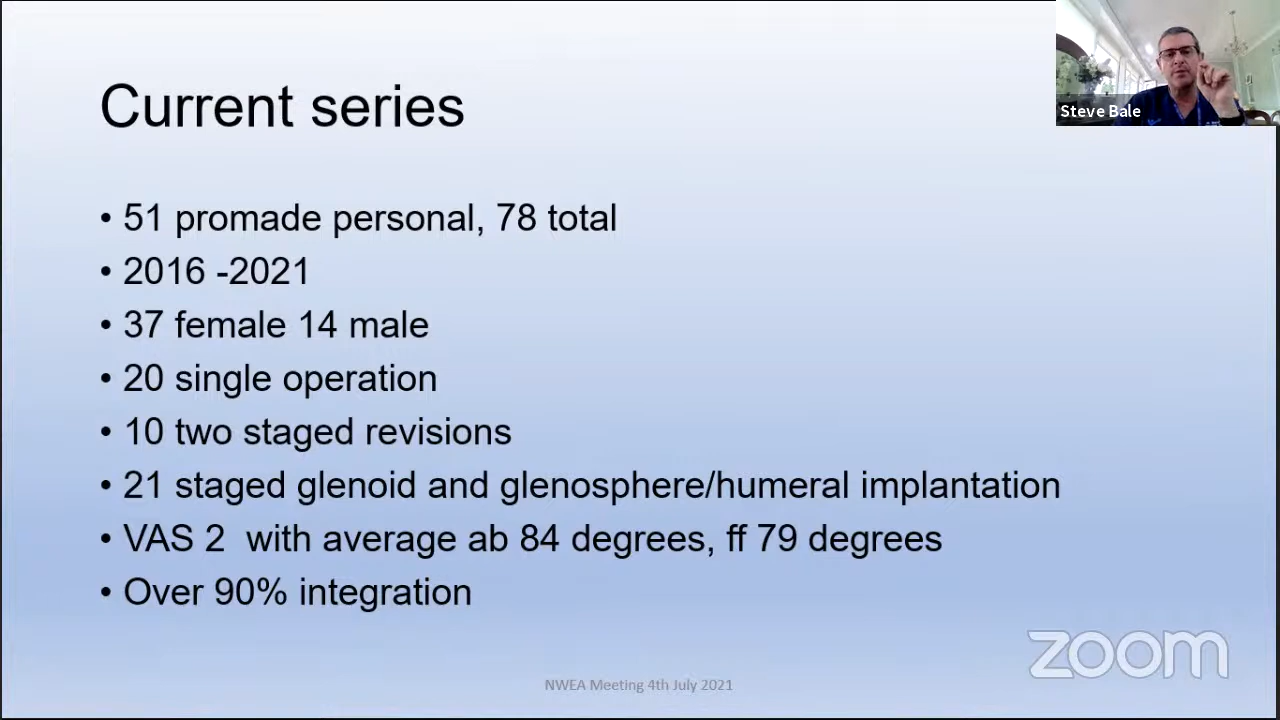 Steve Bale
Current series
• 51 promade personal, 78 total
• 2016 -2021
• 37 female 14 male
• 20 single operation
• 10 two staged revisions
• 21 staged glenoid and glenosphere/humeral implantation
• VAS 2  with average ab 84 degrees, ff 79 degrees
• Over 90% integration
zoom
NWEA Meeting 4th July 2021